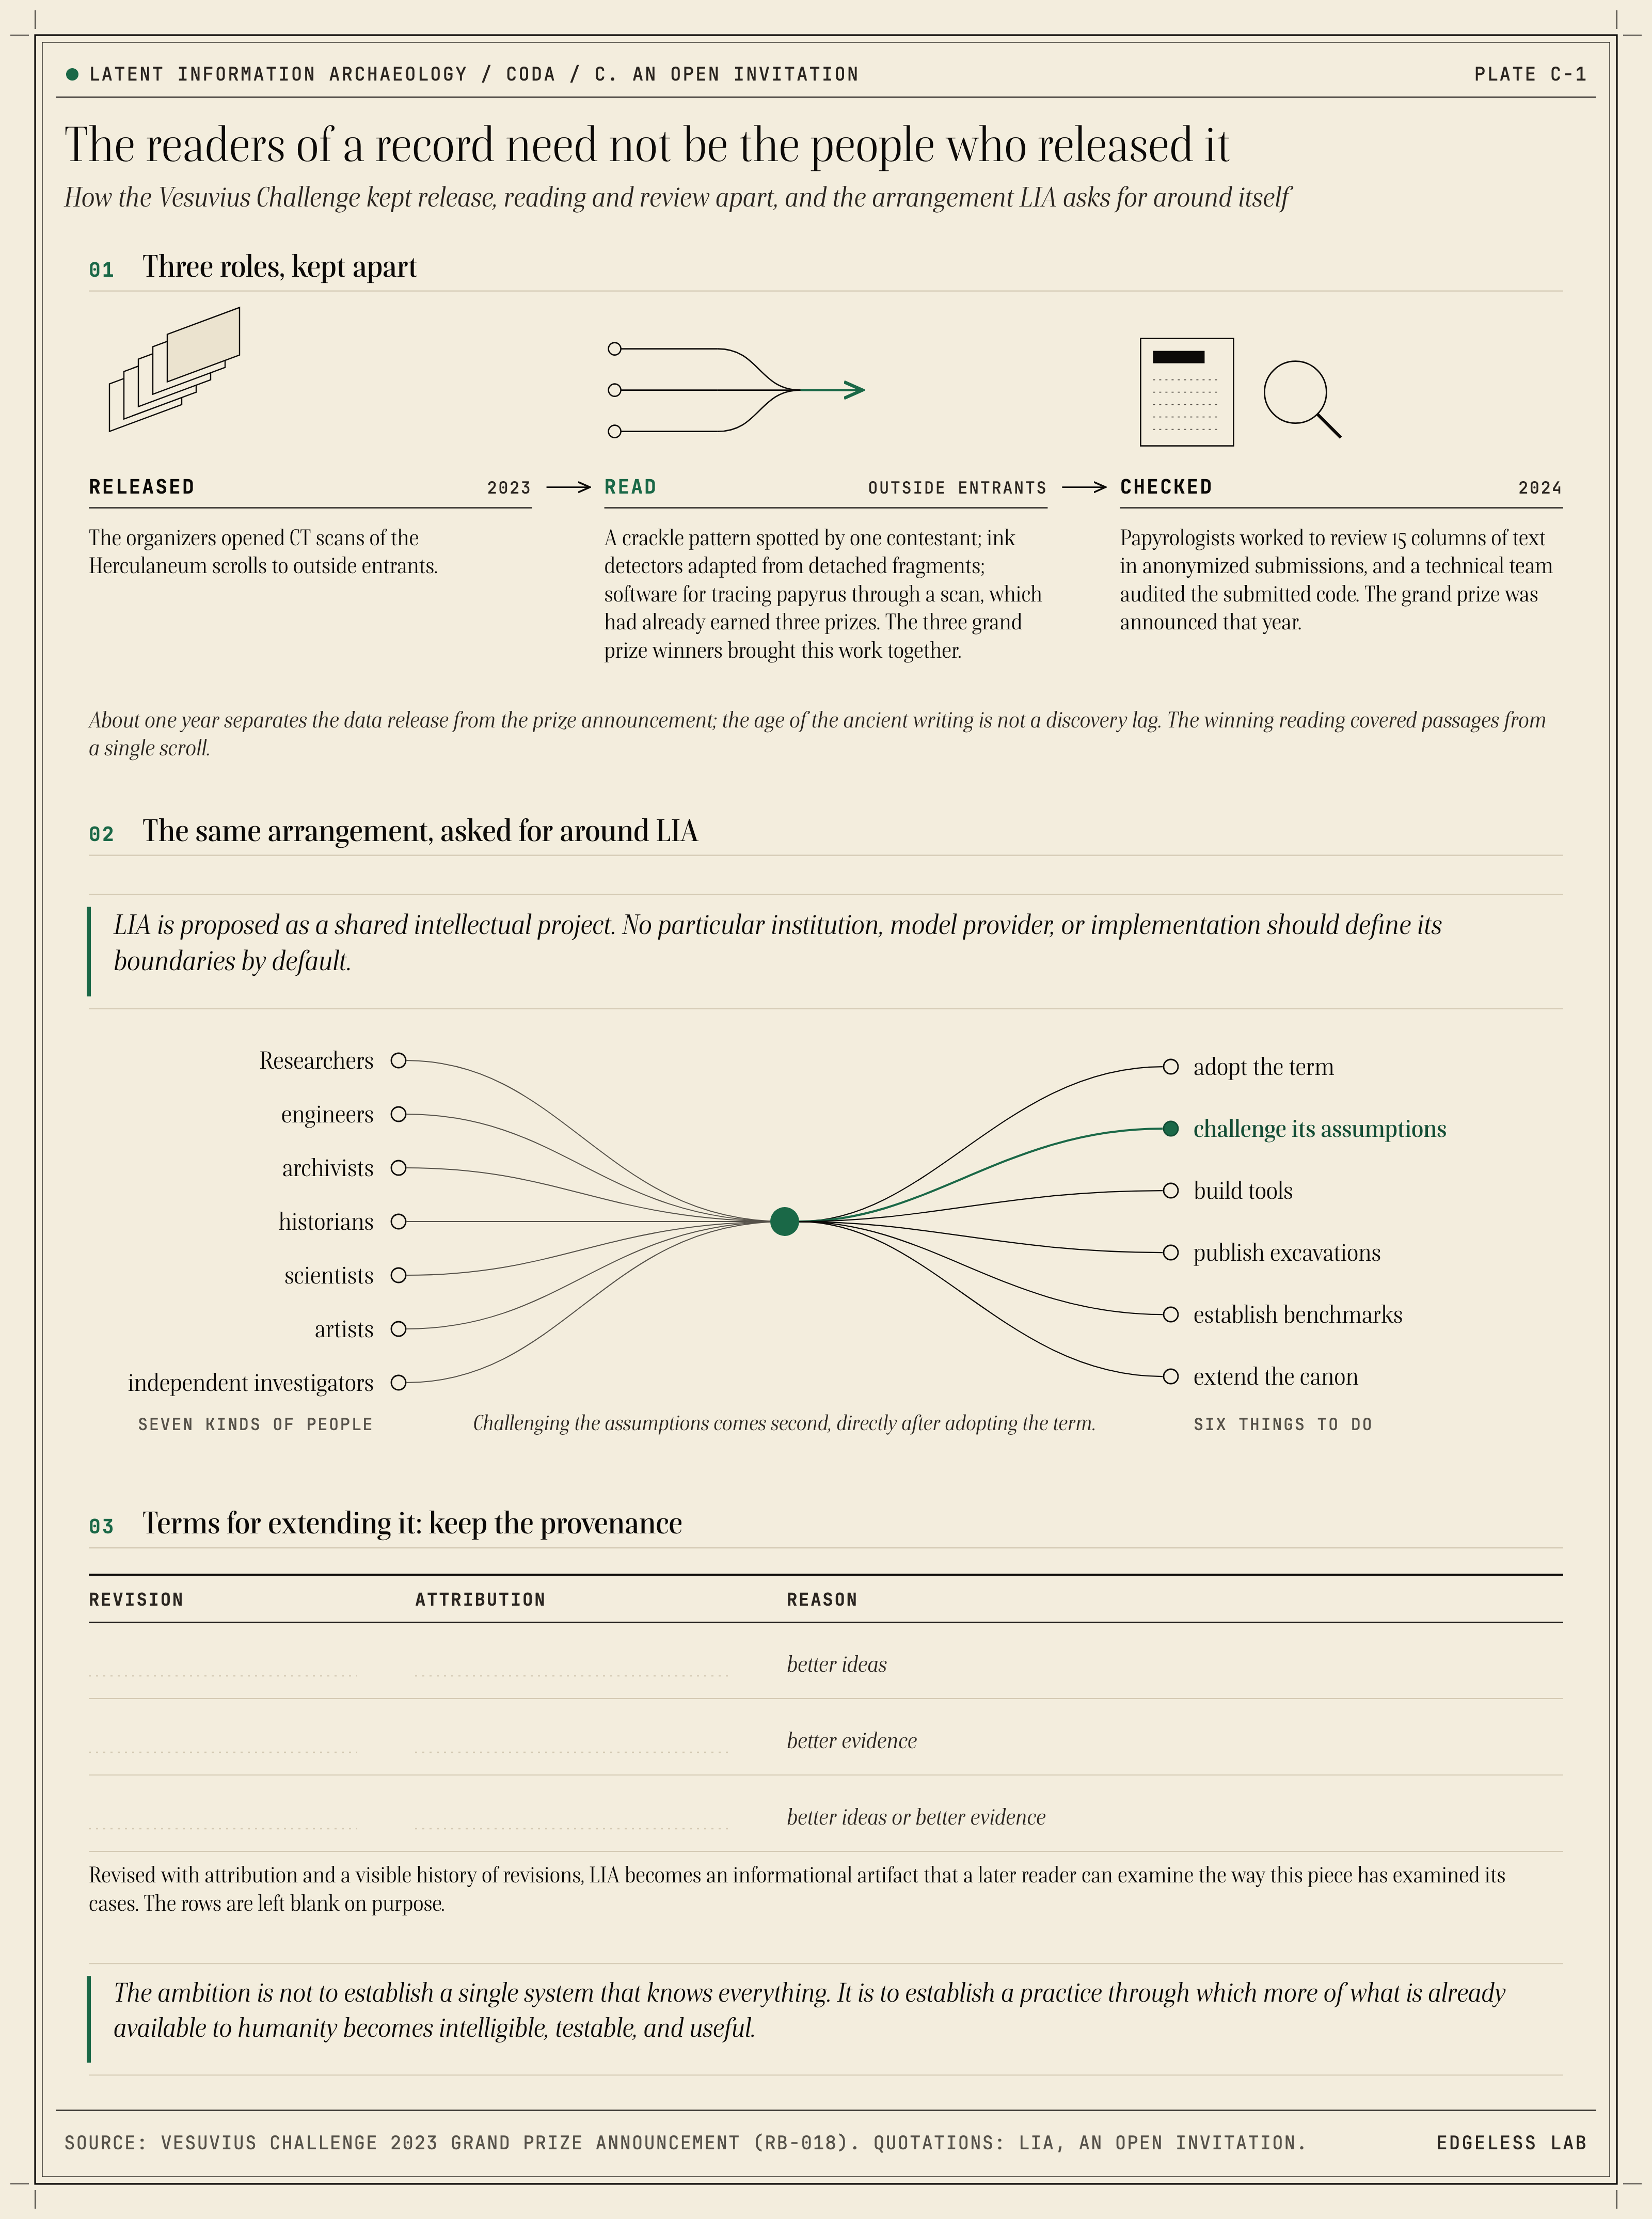 LATENT INFORMATION ARCHAEOLOGY / CODA / C. AN OPEN INVITATION
PLATE C-1
The readers of a record need not be the people who released it
How the Vesuvius Challenge kept release, reading and review apart, and the arrangement LIA asks for around itself
01 Three roles, kept apart
RELEASED 2023
The organizers opened CT scans of the
Herculaneum scrolls to outside entrants.
READ OUTSIDE ENTRANTS
A crackle pattern spotted by one contestant; ink
detectors adapted from detached fragments;
software for tracing papyrus through a scan, which
had already earned three prizes. The three grand
prize winners brought this work together.
CHECKED 2024
Papyrologists worked to review 15 columns of text
in anonymized submissions, and a technical team
audited the submitted code. The grand prize was
announced that year.
About one year separates the data release from the prize announcement; the age of the ancient writing is not a discovery lag. The winning reading covered passages from
a single scroll.
02 The same arrangement, asked for around LIA
LIA is proposed as a shared intellectual project. No particular institution, model provider, or implementation should define its
boundaries by default.
Researchers
engineers
archivists
historians
scientists
artists
independent investigators
SEVEN KINDS OF PEOPLE
adopt the term
challenge its assumptions
build tools
publish excavations
establish benchmarks
extend the canon
SIX THINGS TO DO
Challenging the assumptions comes second, directly after adopting the term.
03 Terms for extending it: keep the provenance
REVISION ATTRIBUTION REASON
better ideas
better evidence
better ideas or better evidence
Revised with attribution and a visible history of revisions, LIA becomes an informational artifact that a later reader can examine the way this piece has examined its
cases. The rows are left blank on purpose.
The ambition is not to establish a single system that knows everything. It is to establish a practice through which more of what is already
available to humanity becomes intelligible, testable, and useful.
SOURCE: VESUVIUS CHALLENGE 2023 GRAND PRIZE ANNOUNCEMENT (RB-018). QUOTATIONS: LIA, AN OPEN INVITATION.
EDGELESS LAB